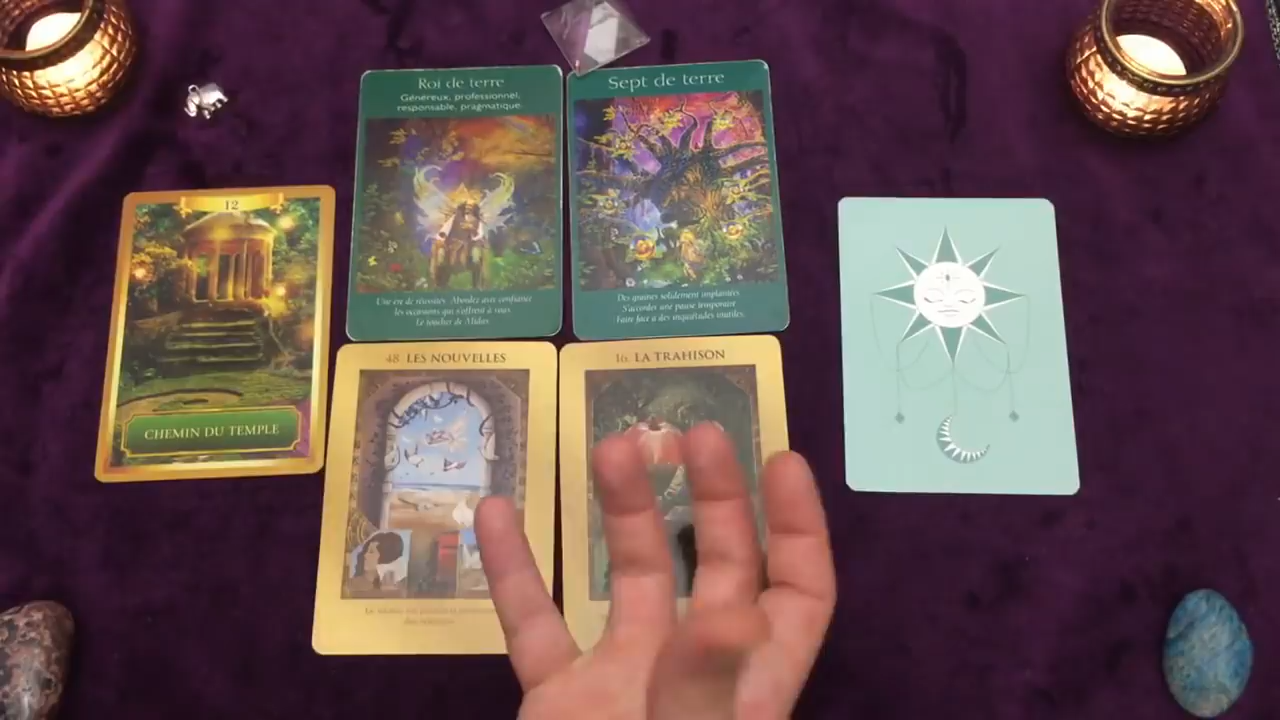 Roi de terre
Généreux, professionnel,
responsable, pragmatique.
Une ère de réussites. Abordez avec confiance
les occasions qui s'offrent à vous.
Le toucher de Midas.
Sept de terre
Des graines solidement implantées.
S'accorder une pause temporaire.
Faire face à des inquiétudes inutiles.
12
CHEMIN DU TEMPLE
48 LES NOUVELLES
16 LA TRAHISON